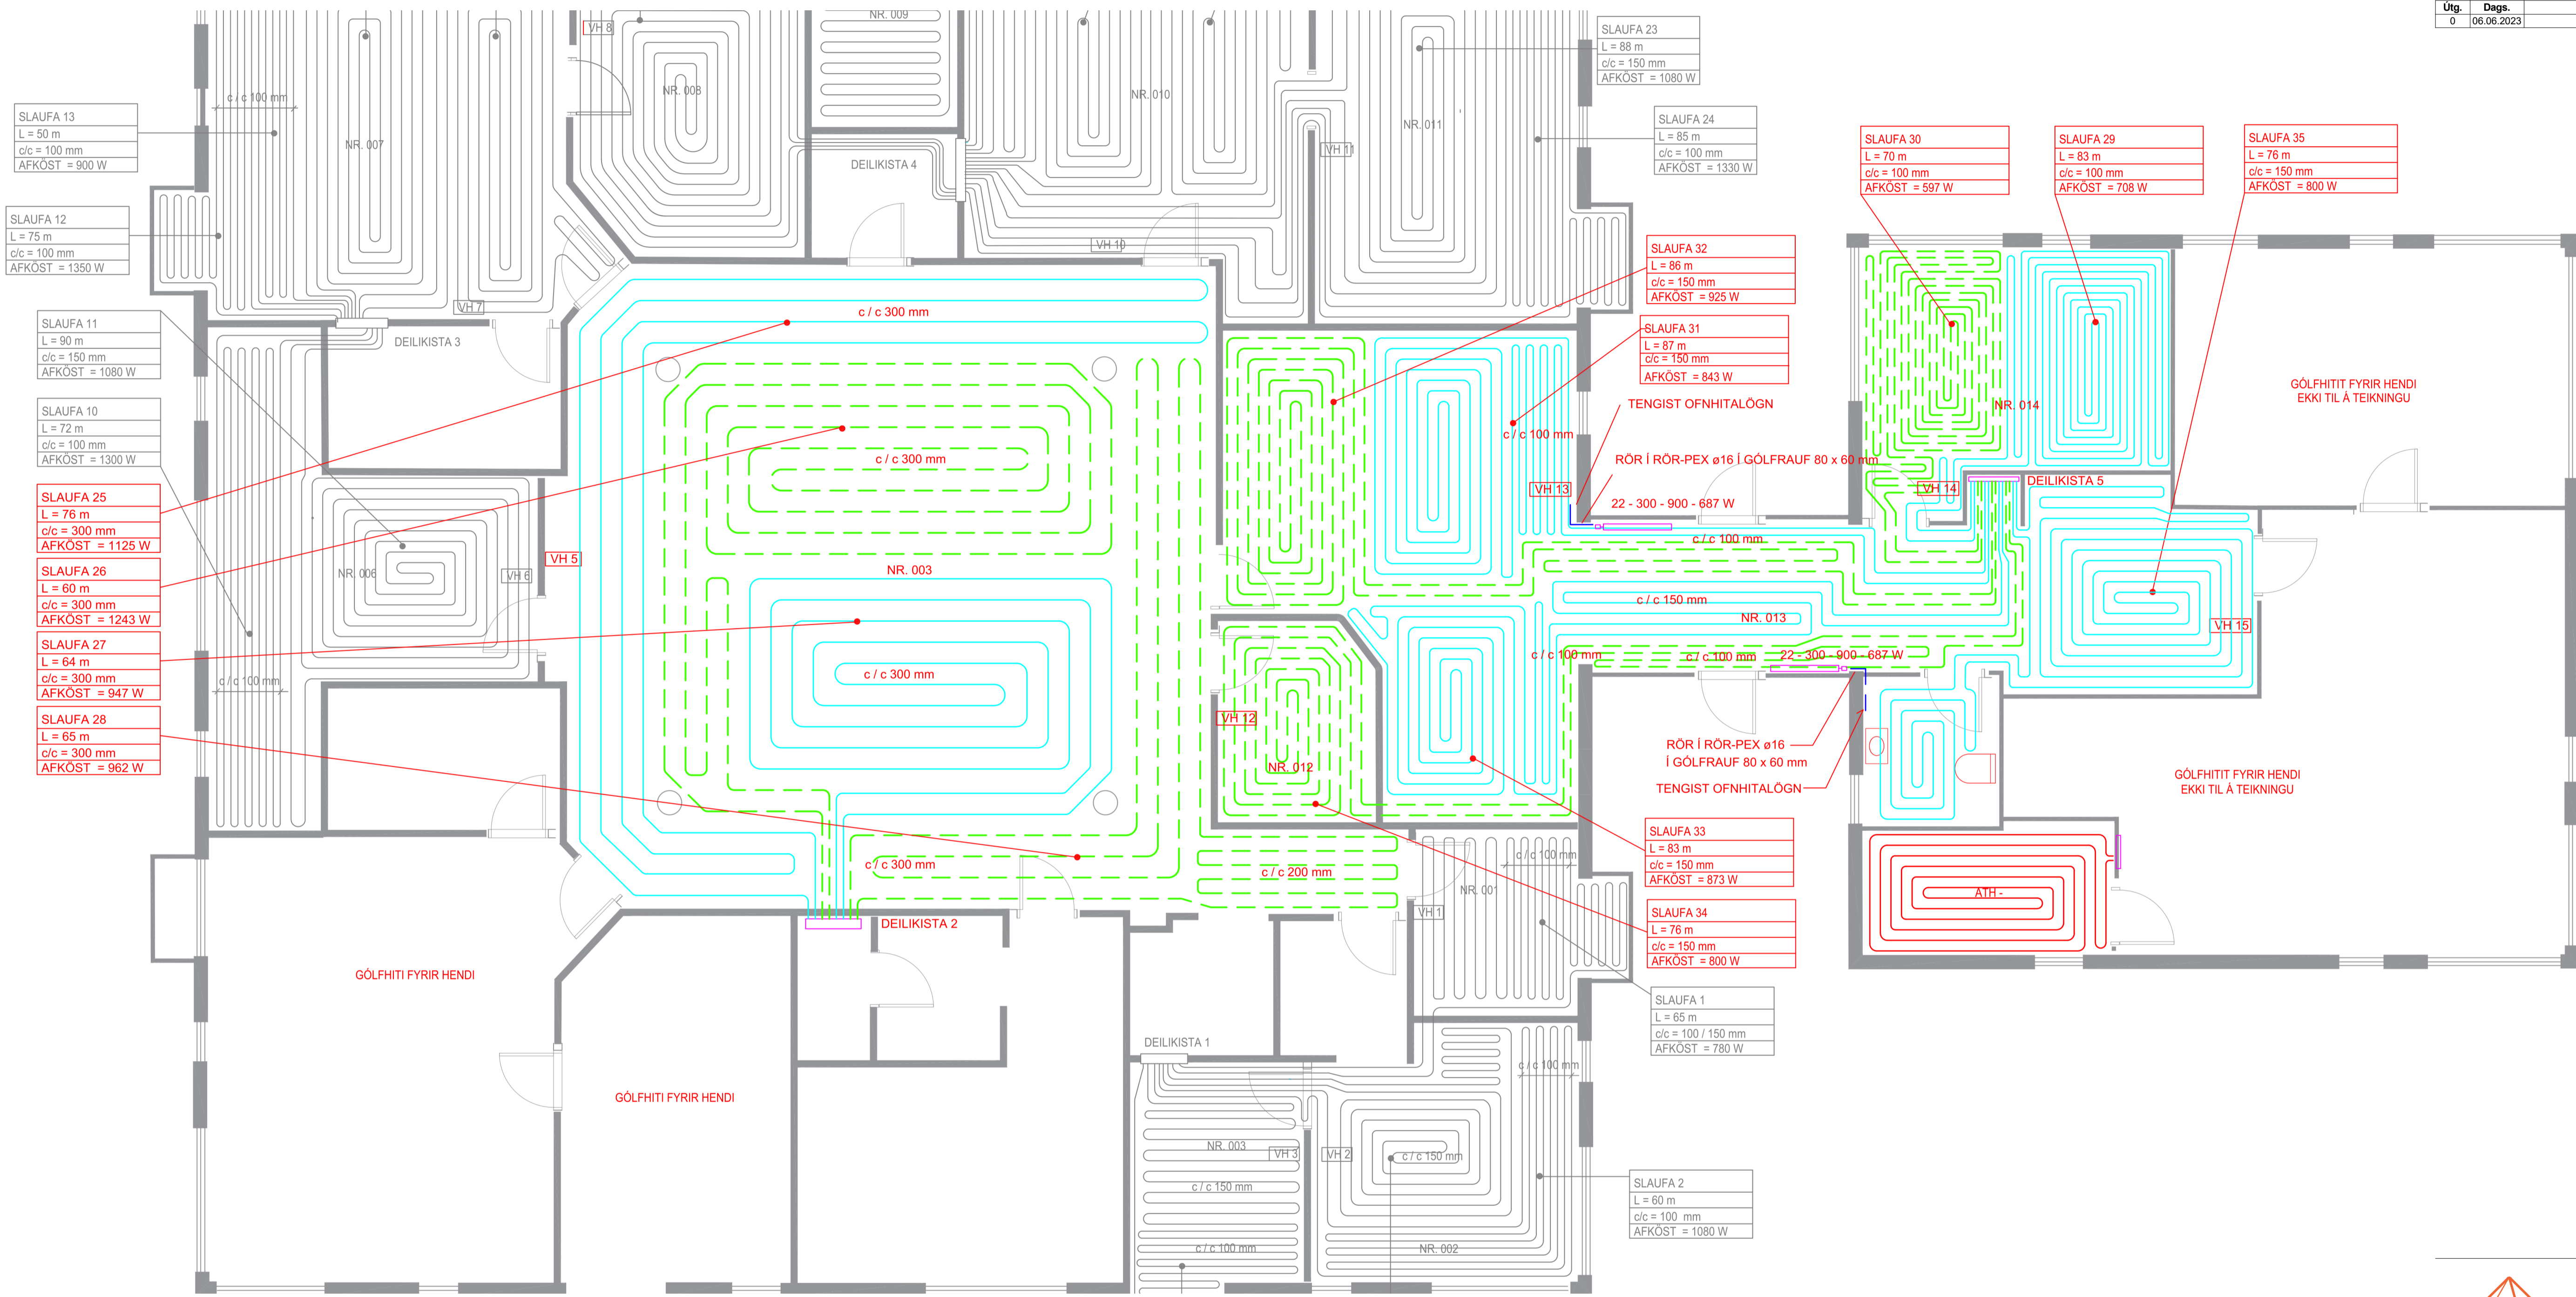 Útg. Dags.
0 06.06.2023
VH 8
NR. 009
NR. 008
NR. 010
NR. 011
VH 11
SLAUFA 23
L = 88 m
c/c = 150 mm
AFKÖST = 1080 W
SLAUFA 24
L = 85 m
c/c = 100 mm
AFKÖST = 1330 W
c / c 100 mm
NR. 007
SLAUFA 13
L = 50 m
c/c = 100 mm
AFKÖST = 900 W
DEILIKISTA 4
VH 10
SLAUFA 12
L = 75 m
c/c = 100 mm
AFKÖST = 1350 W
VH 7
SLAUFA 30
L = 70 m
c/c = 100 mm
AFKÖST = 597 W
SLAUFA 29
L = 83 m
c/c = 100 mm
AFKÖST = 708 W
SLAUFA 35
L = 76 m
c/c = 150 mm
AFKÖST = 800 W
SLAUFA 32
L = 86 m
c/c = 150 mm
AFKÖST = 925 W
SLAUFA 31
L = 87 m
c/c = 150 mm
AFKÖST = 843 W
SLAUFA 11
L = 90 m
c/c = 150 mm
AFKÖST = 1080 W
DEILIKISTA 3
c / c 300 mm
SLAUFA 10
L = 72 m
c/c = 100 mm
AFKÖST = 1300 W
TENGIST OFNHITALÖGN
c / c 100 mm
c / c 300 mm
RÖR Í RÖR-PEX ø16 Í GÓLFRAUF 80 x 60 mm
NR. 014
GÓLFHITIT FYRIR HENDI
EKKI TIL Á TEIKNINGU
VH 13
22 - 300 - 900 - 687 W
VH 14
DEILIKISTA 5
SLAUFA 25
L = 76 m
c/c = 300 mm
AFKÖST = 1125 W
SLAUFA 26
L = 60 m
c/c = 300 mm
AFKÖST = 1243 W
SLAUFA 27
L = 64 m
c/c = 300 mm
AFKÖST = 947 W
SLAUFA 28
L = 65 m
c/c = 300 mm
AFKÖST = 962 W
NR. 006
VH 6
VH 5
NR. 003
c / c 100 mm
c / c 150 mm
NR. 013
VH 15
c / c 100 mm
c / c 300 mm
c / c 100 mm
c / c 100 mm
22 - 300 - 900 - 687 W
VH 12
NR. 012
RÖR Í RÖR-PEX ø16
Í GÓLFRAUF 80 x 60 mm
TENGIST OFNHITALÖGN
GÓLFHITIT FYRIR HENDI
EKKI TIL Á TEIKNINGU
SLAUFA 33
L = 83 m
c/c = 150 mm
AFKÖST = 873 W
SLAUFA 34
L = 76 m
c/c = 150 mm
AFKÖST = 800 W
c / c 300 mm
c / c 200 mm
c / c 100 mm
NR. 001
VH 1
ATH -
DEILIKISTA 2
GÓLFHITI FYRIR HENDI
GÓLFHITI FYRIR HENDI
SLAUFA 1
L = 65 m
c/c = 100 / 150 mm
AFKÖST = 780 W
DEILIKISTA 1
c / c 100 mm
NR. 003
VH 3
VH 2
c / c 150 mm
c / c 150 mm
c / c 100 mm
NR. 002
SLAUFA 2
L = 60 m
c/c = 100 mm
AFKÖST = 1080 W